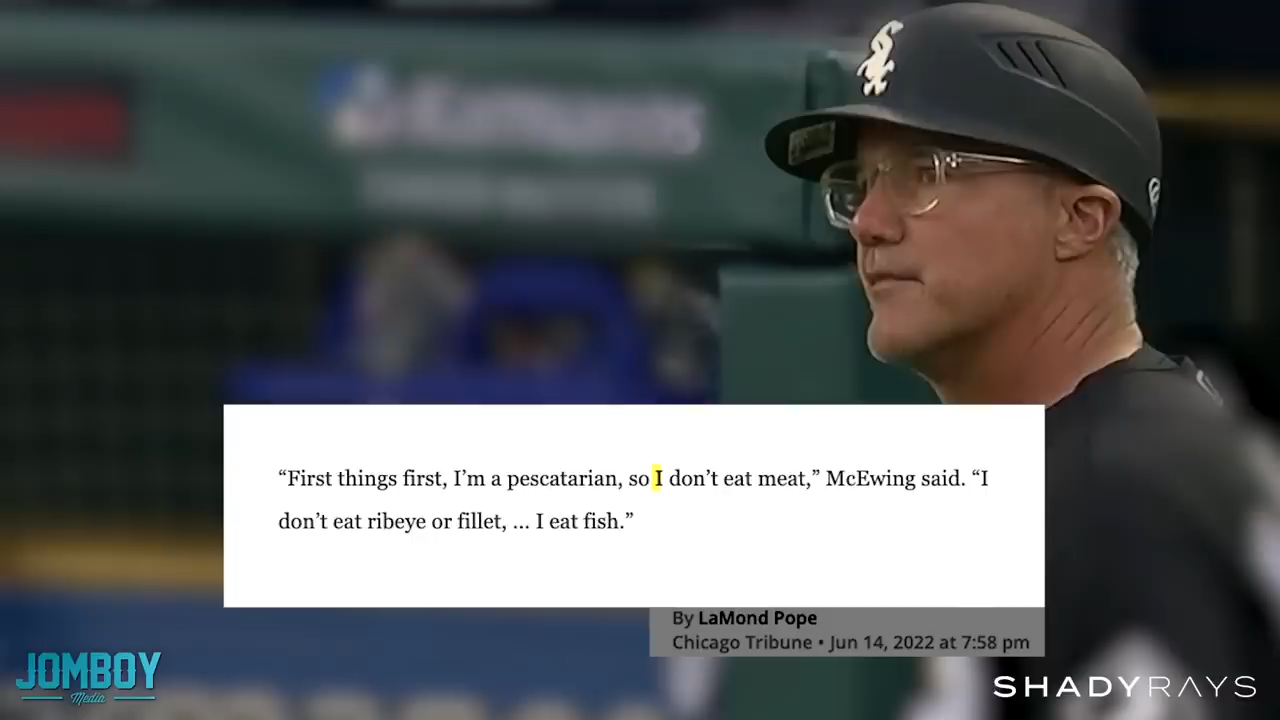 “First things first, I’m a pescatarian, so I don’t eat meat,” McEwing said. “I
don’t eat ribeye or fillet, ... I eat fish.”
By LaMond Pope
Chicago Tribune • Jun 14, 2022 at 7:58 pm
JOMBOY
Media
SHADYRAYS